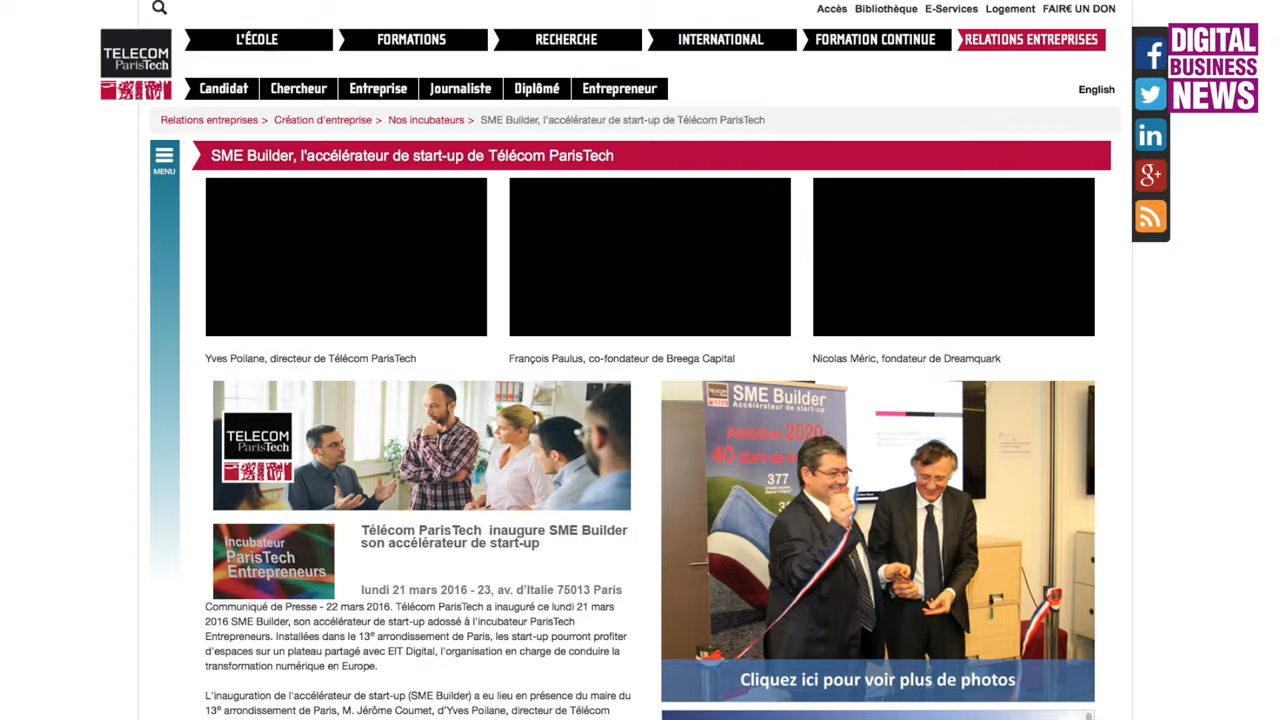 Accès Bibliothèque E-Services Logement FAIR€ UN DON
TELECOM
ParisTech
L'ÉCOLE FORMATIONS RECHERCHE INTERNATIONAL FORMATION CONTINUE RELATIONS ENTREPRISES
Candidat Chercheur Entreprise Journaliste Diplômé Entrepreneur
English
DIGITAL
BUSINESS
NEWS
Relations entreprises > Création d'entreprise > Nos incubateurs > SME Builder, l'accélérateur de start-up de Télécom ParisTech
MENU
SME Builder, l'accélérateur de start-up de Télécom ParisTech
Yves Poilane, directeur de Télécom ParisTech
François Paulus, co-fondateur de Breega Capital
Nicolas Méric, fondateur de Dreamquark
TELECOM
ParisTech
Incubateur
ParisTech
Entrepreneurs
Télécom ParisTech inaugure SME Builder
son accélérateur de start-up
lundi 21 mars 2016 - 23, av. d'Italie 75013 Paris
Communiqué de Presse - 22 mars 2016. Télécom ParisTech a inauguré ce lundi 21 mars
2016 SME Builder, son accélérateur de start-up adossé à l'incubateur ParisTech
Entrepreneurs. Installées dans le 13e arrondissement de Paris, les start-up pourront profiter
d'espaces sur un plateau partagé avec EIT Digital, l'organisation en charge de conduire la
transformation numérique en Europe.
L'inauguration de l'accélérateur de start-up (SME Builder) a eu lieu en présence du maire du
13e arrondissement de Paris, M. Jérôme Coumet, d'Yves Poilane, directeur de Télécom
SME Builder
Accélérateur de start-up
Ambition 2020
40 start-up
377
Cliquez ici pour voir plus de photos